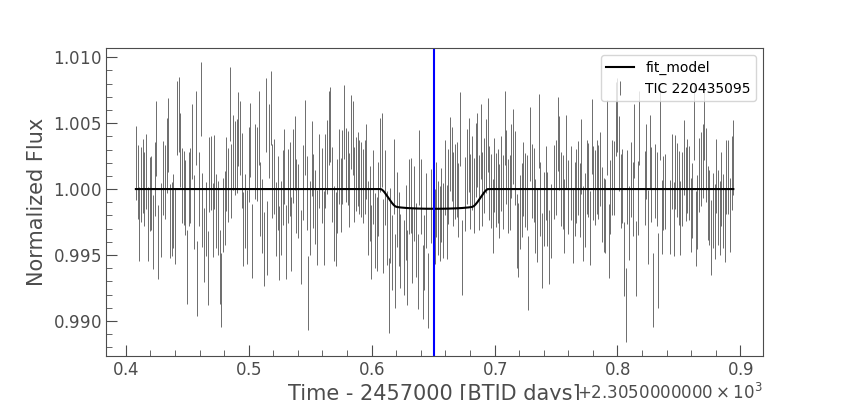 Normalized Flux
1.010
1.005
1.000
0.995
0.990
fit_model
TIC 220435095
0.4 0.5 0.6 0.7 0.8 0.9
Time - 2457000 [BTJD days]
+2.3050000000 × 10³